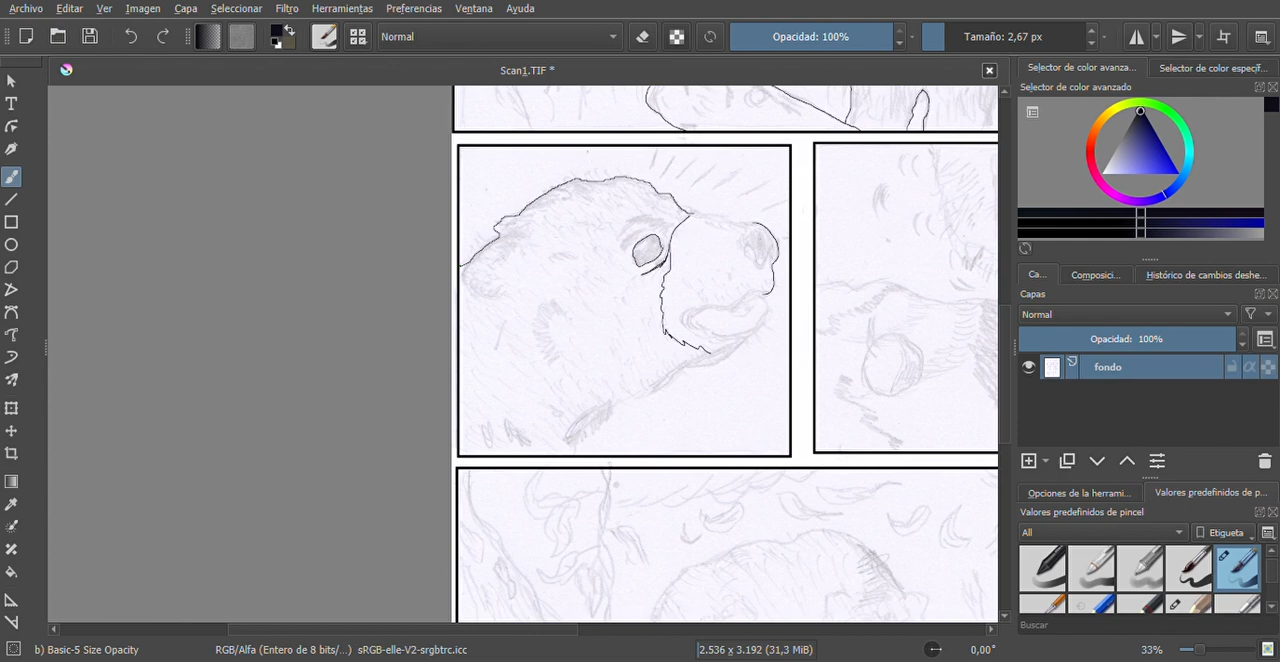 Archivo Editar Ver Imagen Capa Seleccionar Filtro Herramientas Preferencias Ventana Ayuda
Normal Opacidad: 100% Tamaño: 2,67 px
Scan1.TIF *
Selector de color avanza... Selector de color específ...
Selector de color avanzado
Ca... Composici... Histórico de cambios deshe...
Capas
Normal
Opacidad: 100%
fondo
Opciones de la herrami... Valores predefinidos de p...
Valores predefinidos de pincel
All Etiqueta
Buscar
b) Basic-5 Size Opacity RGB/Alfa (Entero de 8 bits/...) sRGB-elle-V2-srgbtrc.icc 2.536 x 3.192 (31,3 MiB) 0,00° 33%